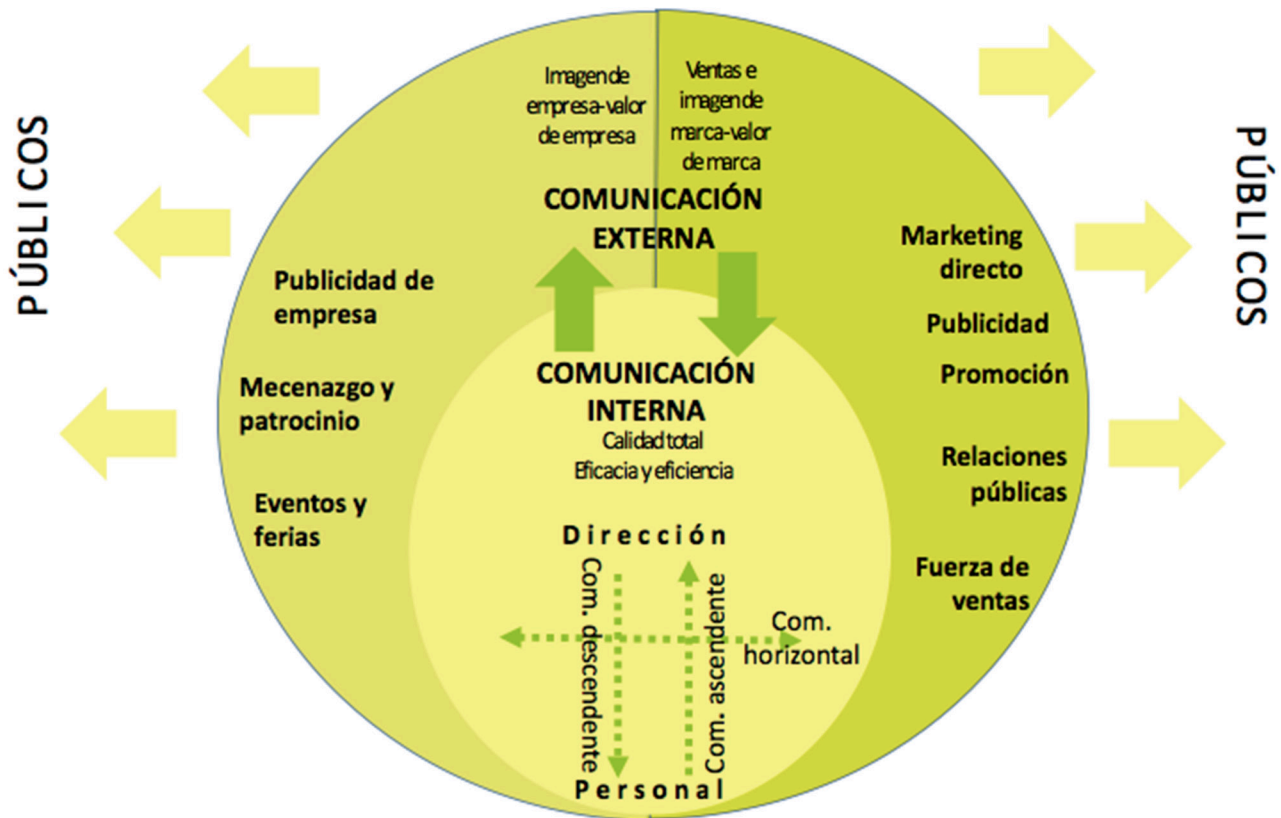 PÚBLICOS
Imagen de
empresa-valor
de empresa
Ventas e
imagen de
marca-valor
de marca
COMUNICACIÓN
EXTERNA
Publicidad de
empresa
Mecenazgo y
patrocinio
Eventos y
ferias
Marketing
directo
Publicidad
Promoción
Relaciones
públicas
Fuerza de
ventas
COMUNICACIÓN
INTERNA
Calidad total
Eficacia y eficiencia
Dirección
Com. descendente
Com. ascendente
Com.
horizontal
Personal
PÚBLICOS